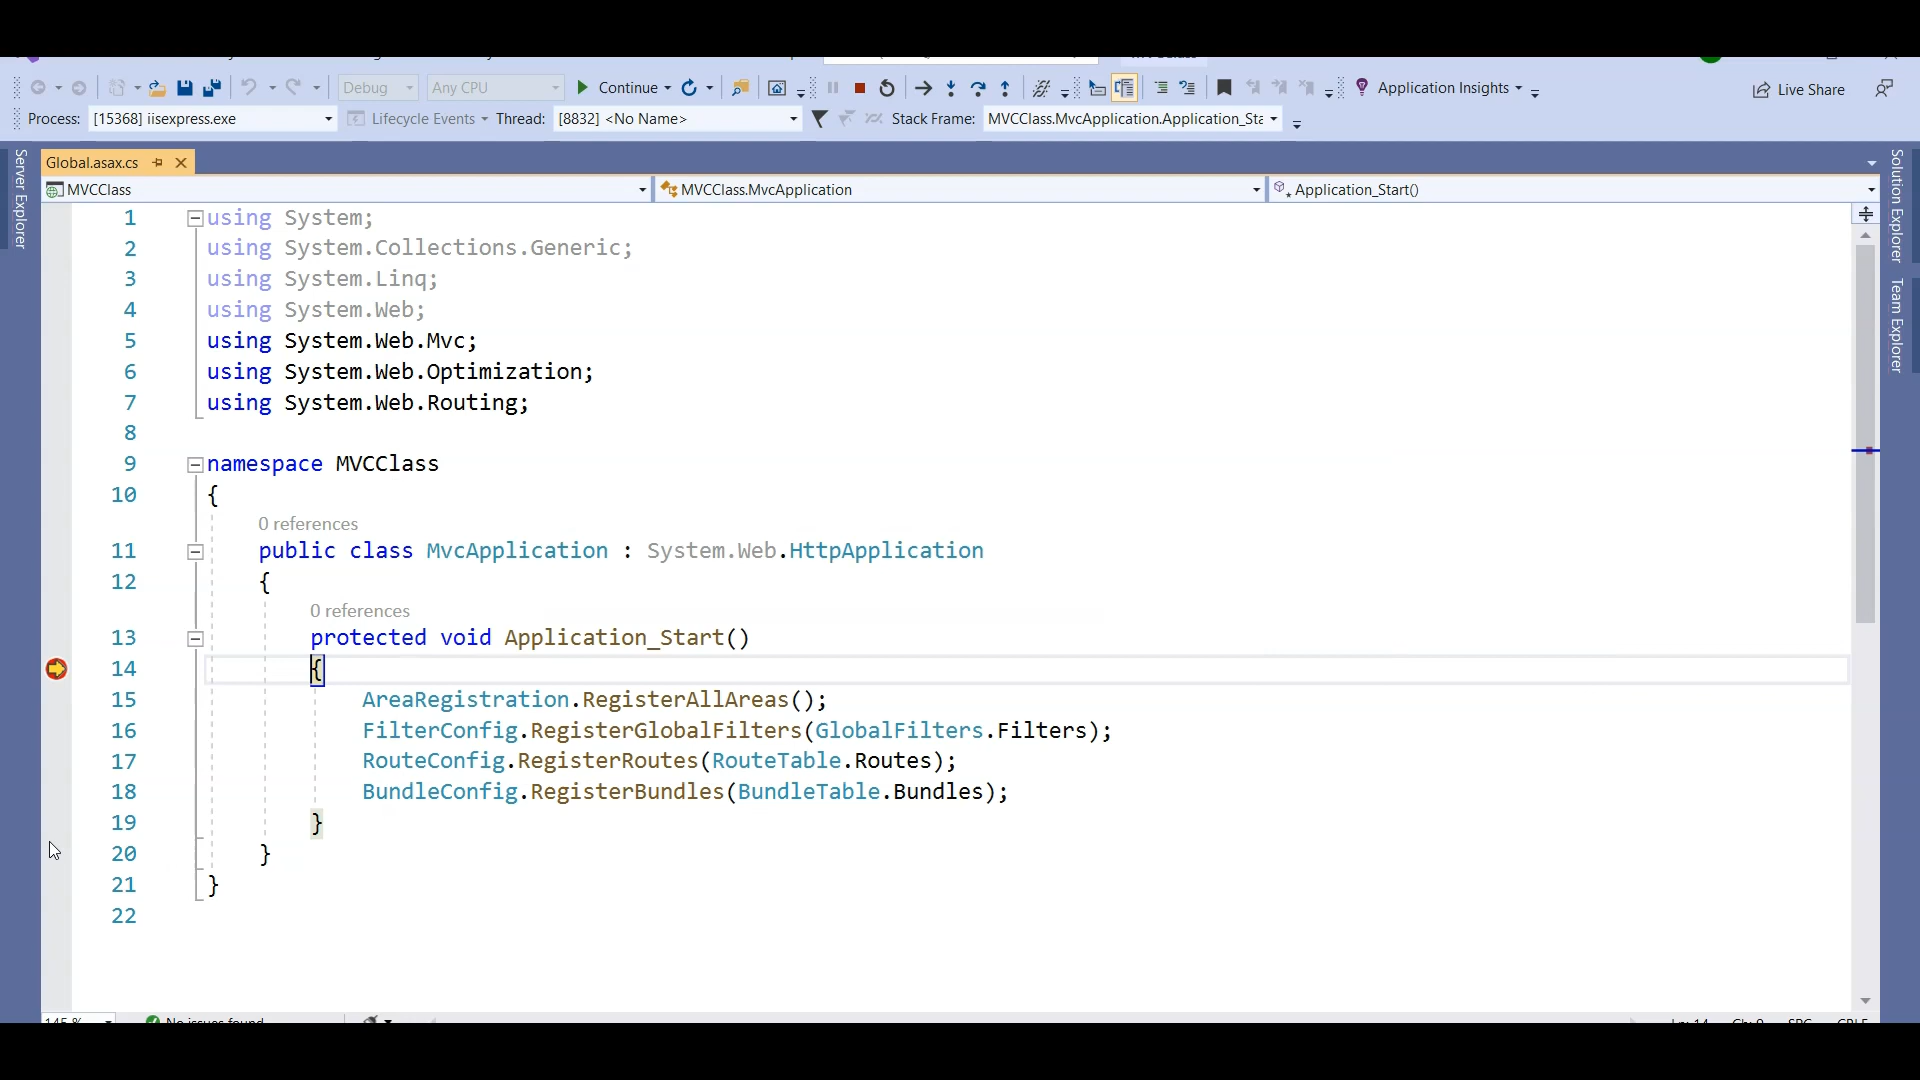 Debug Any CPU Continue Application Insights Live Share
Process: [15368] iisexpress.exe Lifecycle Events Thread: [8832] <No Name> Stack Frame: MVCClass.MvcApplication.Application_Sta
Server Explorer
Global.asax.cs
MVCClass MVCClass.MvcApplication Application_Start()
Solution Explorer
Team Explorer
1 using System;
2 using System.Collections.Generic;
3 using System.Linq;
4 using System.Web;
5 using System.Web.Mvc;
6 using System.Web.Optimization;
7 using System.Web.Routing;
8
9 namespace MVCClass
10 {
0 references
11 public class MvcApplication : System.Web.HttpApplication
12 {
0 references
13 protected void Application_Start()
14 {
15 AreaRegistration.RegisterAllAreas();
16 FilterConfig.RegisterGlobalFilters(GlobalFilters.Filters);
17 RouteConfig.RegisterRoutes(RouteTable.Routes);
18 BundleConfig.RegisterBundles(BundleTable.Bundles);
19 }
20 }
21 }
22
145 % No issues found